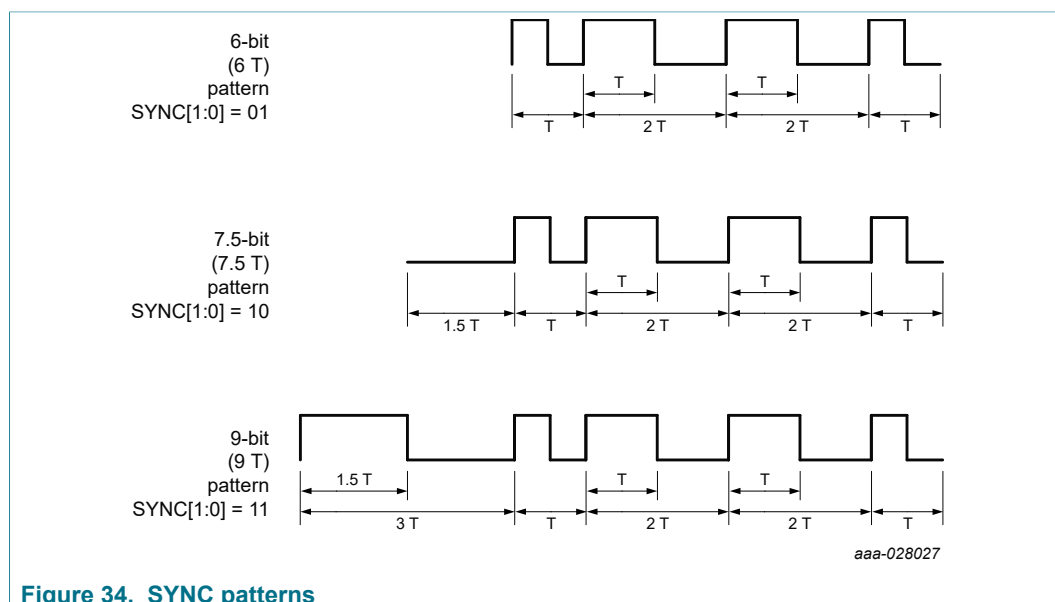 6-bit
(6 T)
pattern
SYNC[1:0] = 01
T
T
T
2 T
2 T
T
7.5-bit
(7.5 T)
pattern
SYNC[1:0] = 10
T
T
1.5 T
T
2 T
2 T
T
9-bit
(9 T)
pattern
SYNC[1:0] = 11
1.5 T
T
T
3 T
T
2 T
2 T
T
aaa-028027
Figure 34. SYNC patterns